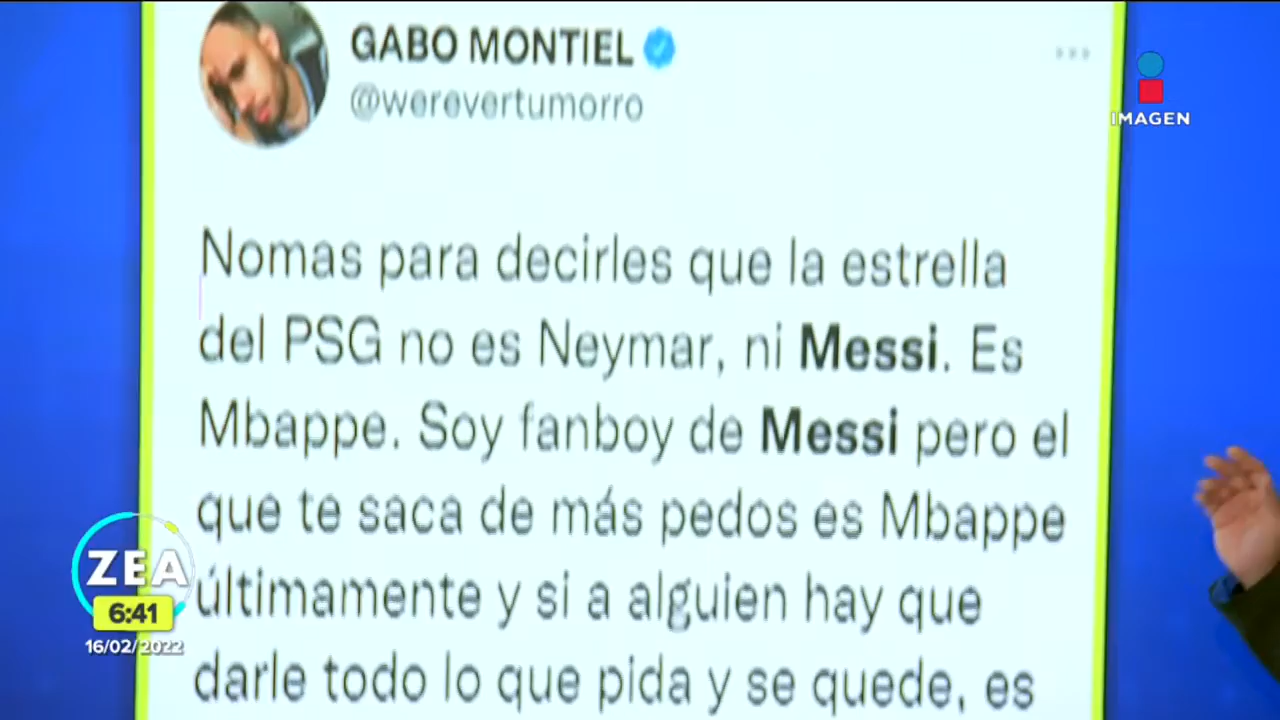 GABO MONTIEL
@werevertumorro
IMAGEN
Nomas para decirles que la estrella
del PSG no es Neymar, ni Messi. Es
Mbappe. Soy fanboy de Messi pero el
que te saca de más pedos es Mbappe
últimamente y si a alguien hay que
darle todo lo que pida y se quede, es
ZEA
6:41
16/02/2022